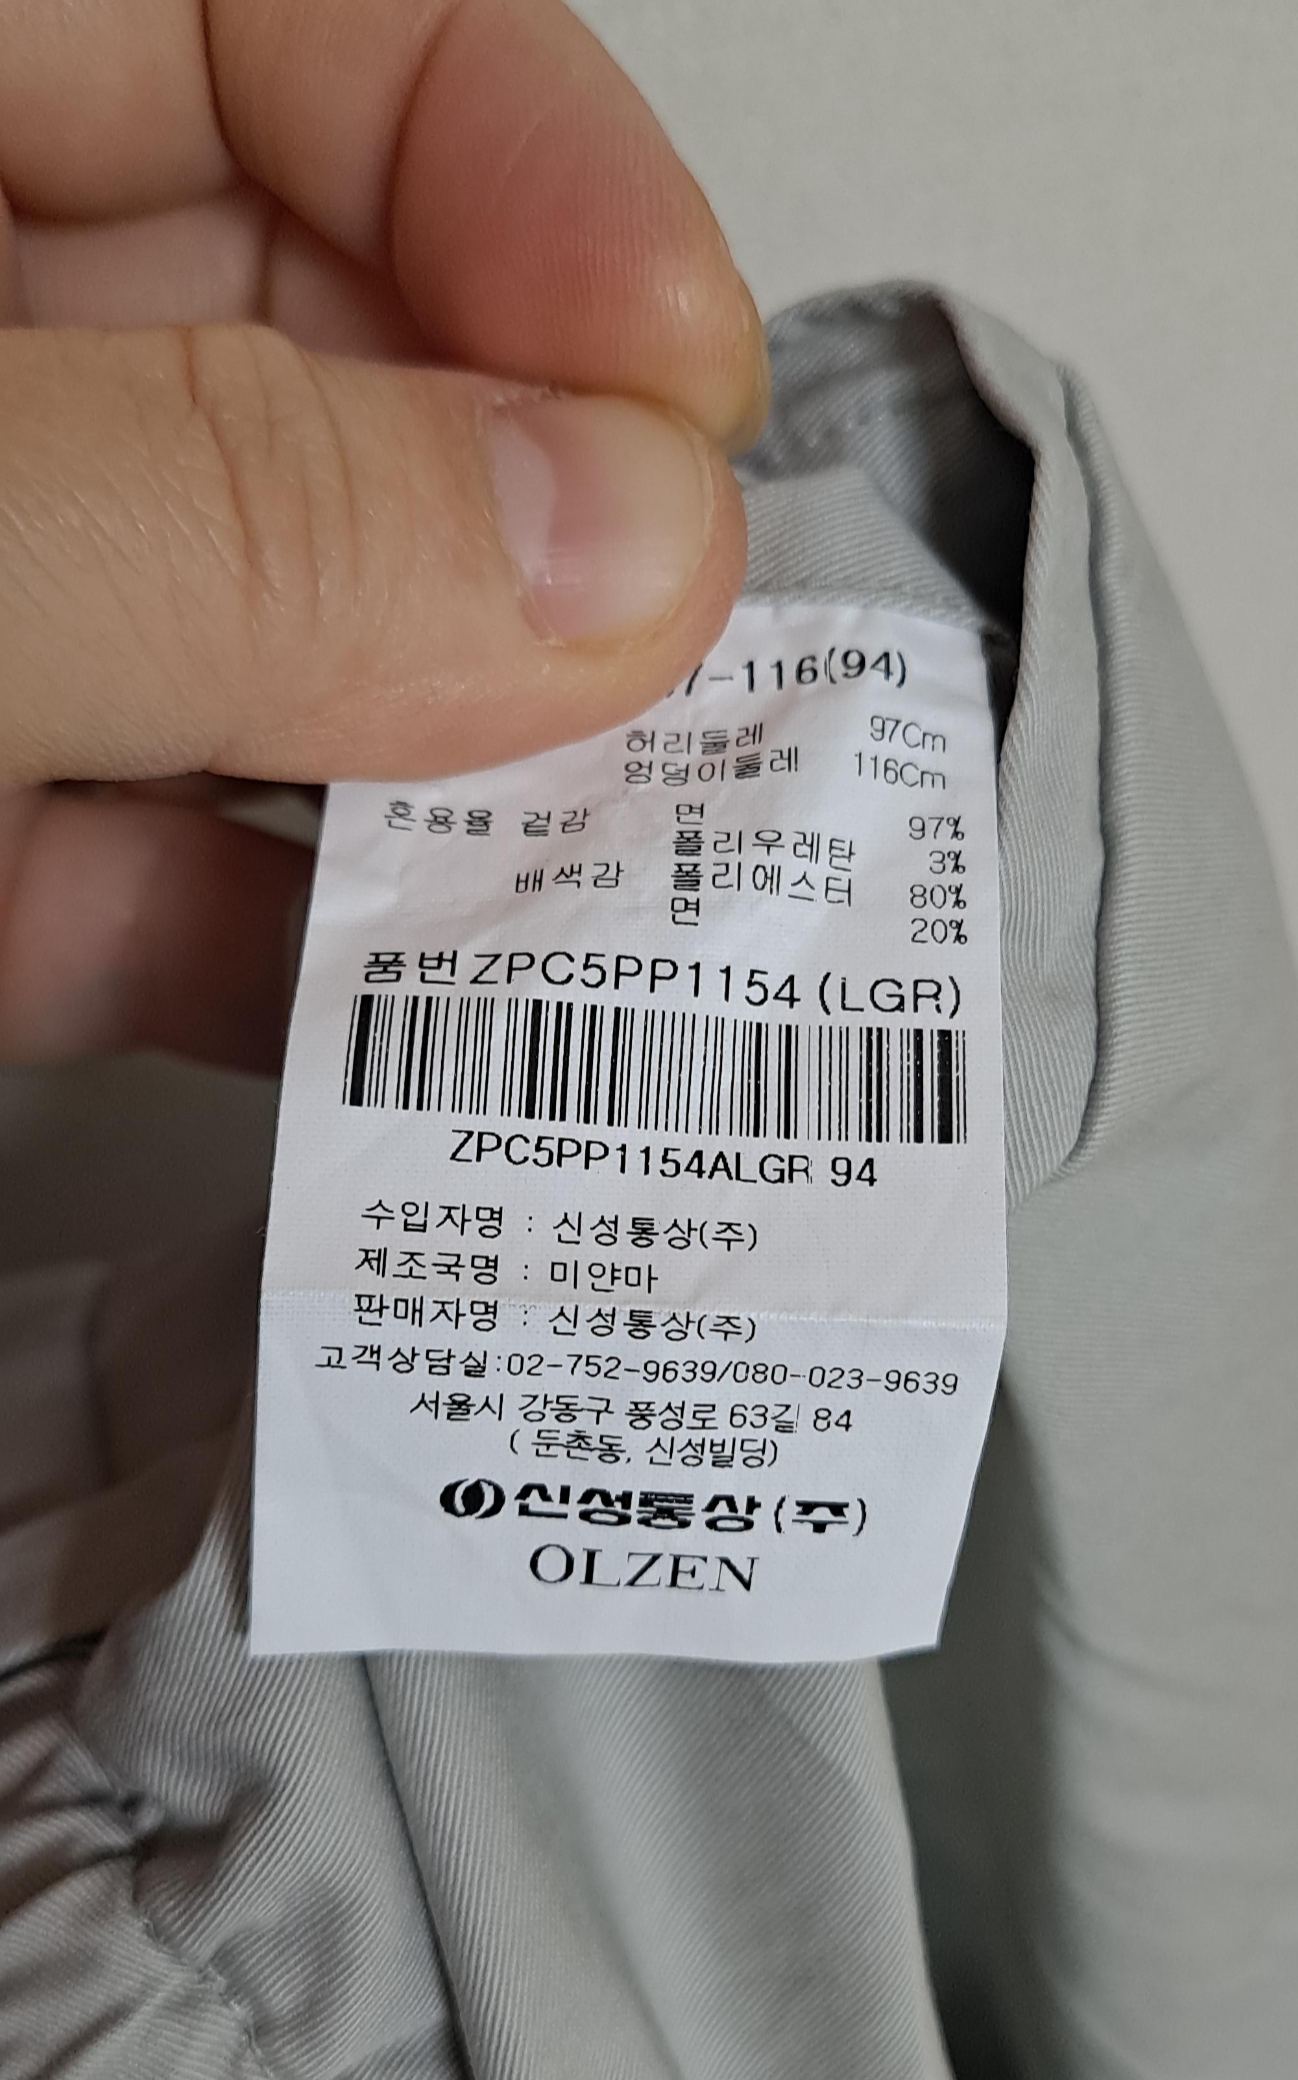 7-116(94)
허리둘레 97Cm
엉덩이둘레 116Cm
혼용율 겉감 면 97%
폴리우레탄 3%
배색감 폴리에스터 80%
면 20%
품번ZPC5PP1154 (LGR)
ZPC5PP1154ALGR 94
수입자명 : 신성통상(주)
제조국명 : 미얀마
판매자명 : 신성통상(주)
고객상담실:02-752-9639/080-023-9639
서울시 강동구 풍성로 63길 84
( 둔촌동, 신성빌딩)
신성통상(주)
OLZEN